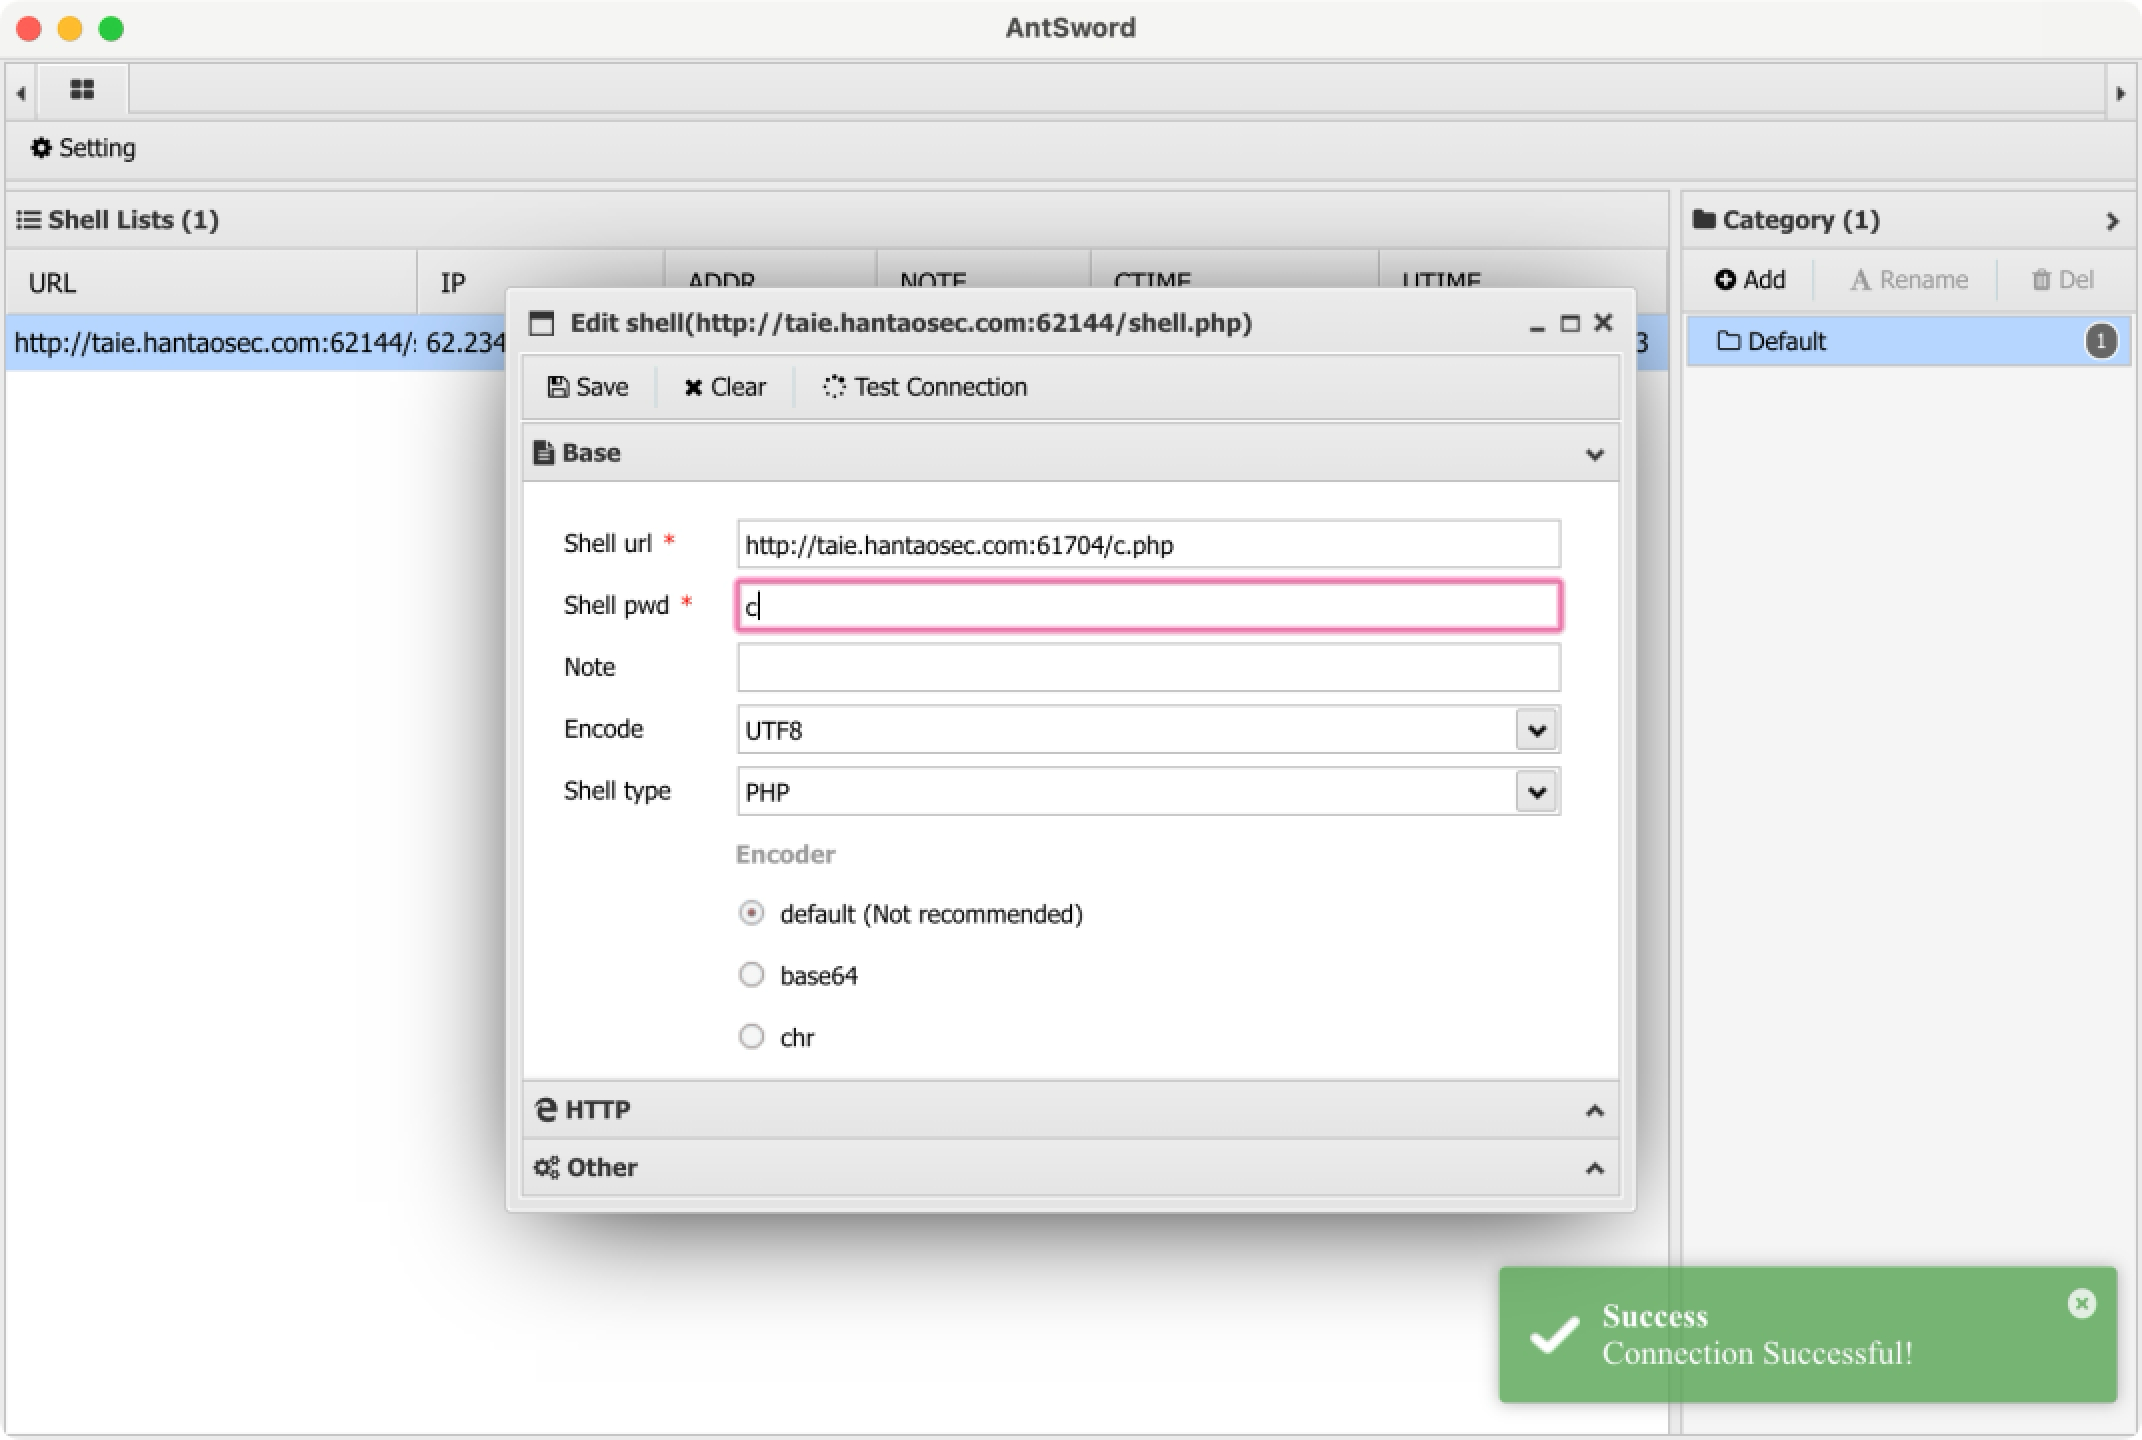 AntSword
Setting
Shell Lists (1)
URL IP ADDR NOTE CTIME UTIME
http://taie.hantaosec.com:62144/s 62.234 3
Category (1)
Add Rename Del
Default 1
Edit shell(http://taie.hantaosec.com:62144/shell.php)
Save Clear Test Connection
Base
Shell url * http://taie.hantaosec.com:61704/c.php
Shell pwd * c
Note
Encode UTF8
Shell type PHP
Encoder
default (Not recommended)
base64
chr
HTTP
Other
Success
Connection Successful!